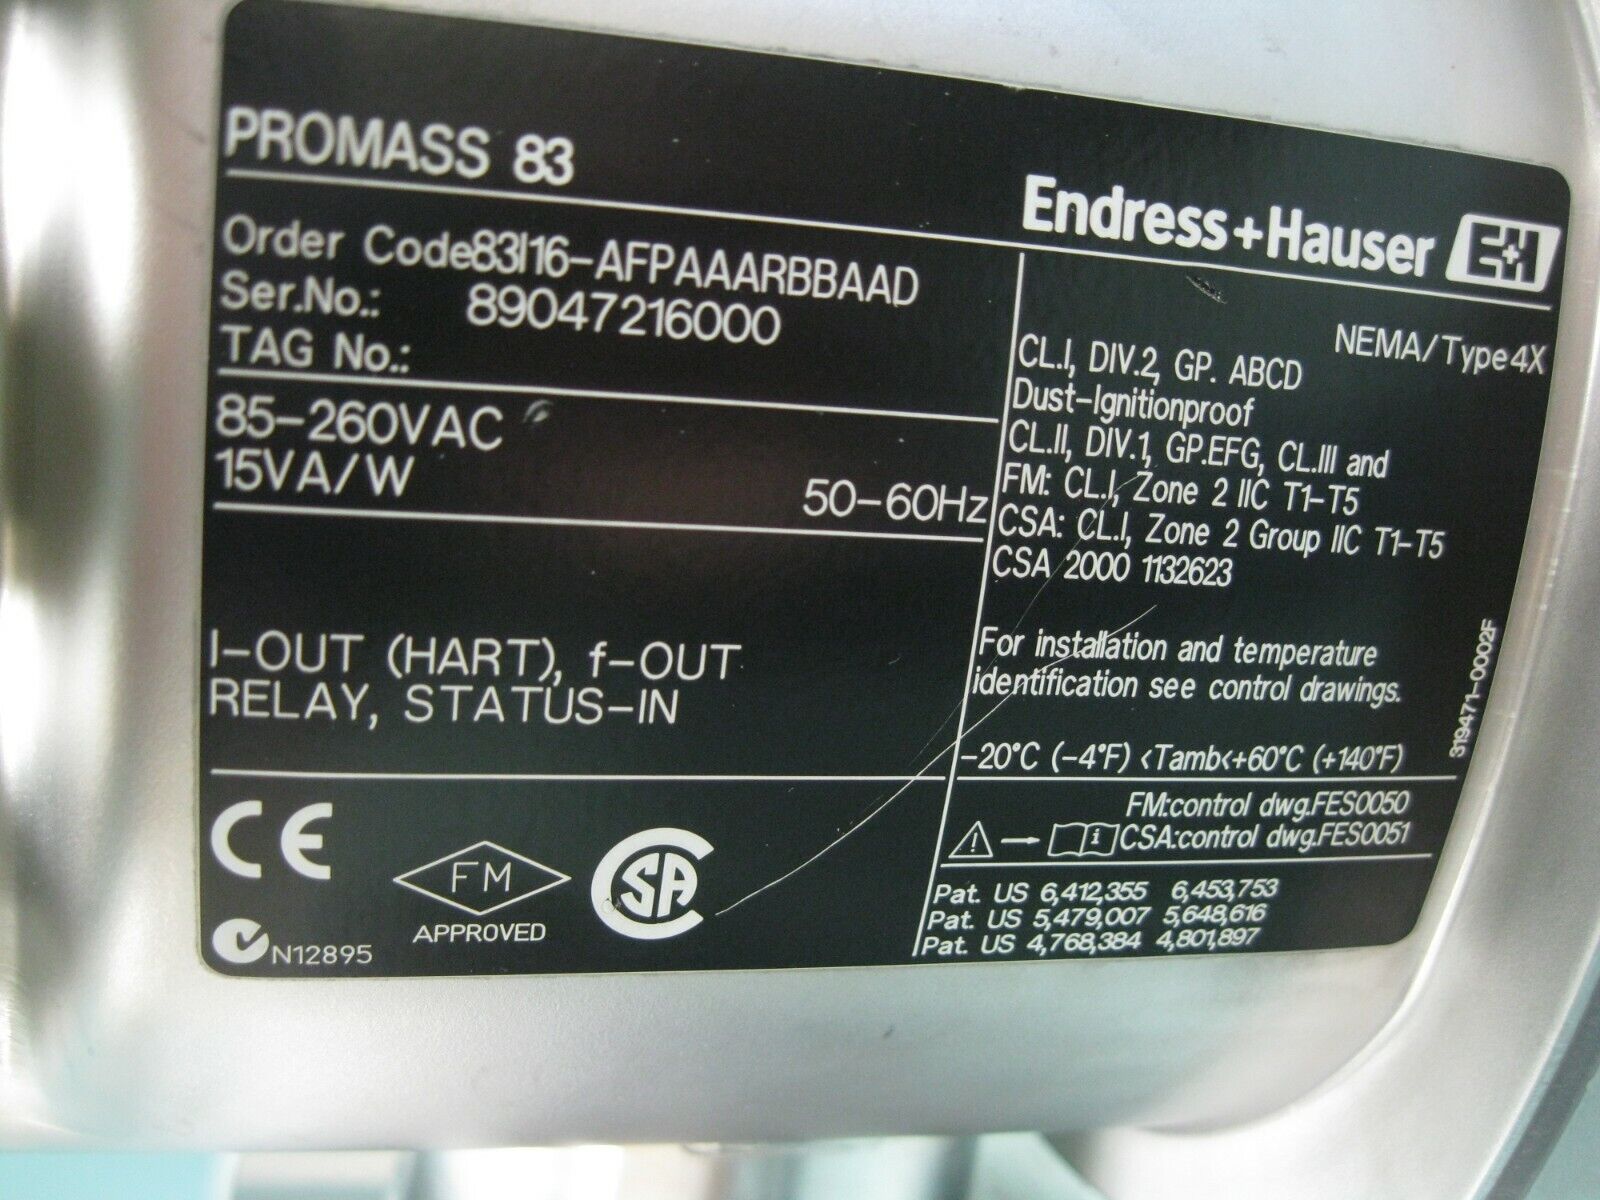 PROMASS 83
Endress+Hauser EH
Order Code83I16-AFPAAARBBAAD
Ser.No.: 89047216000
TAG No.:
85-260VAC
15VA/W
50-60Hz
I-OUT (HART), f-OUT
RELAY, STATUS-IN
CE
N12895
FM
APPROVED
CSA
NEMA/Type4X
CL.I, DIV.2, GP. ABCD
Dust-Ignitionproof
CL.II, DIV.1, GP.EFG, CL.III and
FM: CL.I, Zone 2 IIC T1-T5
CSA: CL.I, Zone 2 Group IIC T1-T5
CSA 2000 1132623
For installation and temperature
identification see control drawings.
-20°C (-4°F) <Tamb<+60°C (+140°F)
319471-0002F
FM:control dwg.FES0050
CSA:control dwg.FES0051
Pat. US 6,412,355 6,453,753
Pat. US 5,479,007 5,648,616
Pat. US 4,768,384 4,801,897